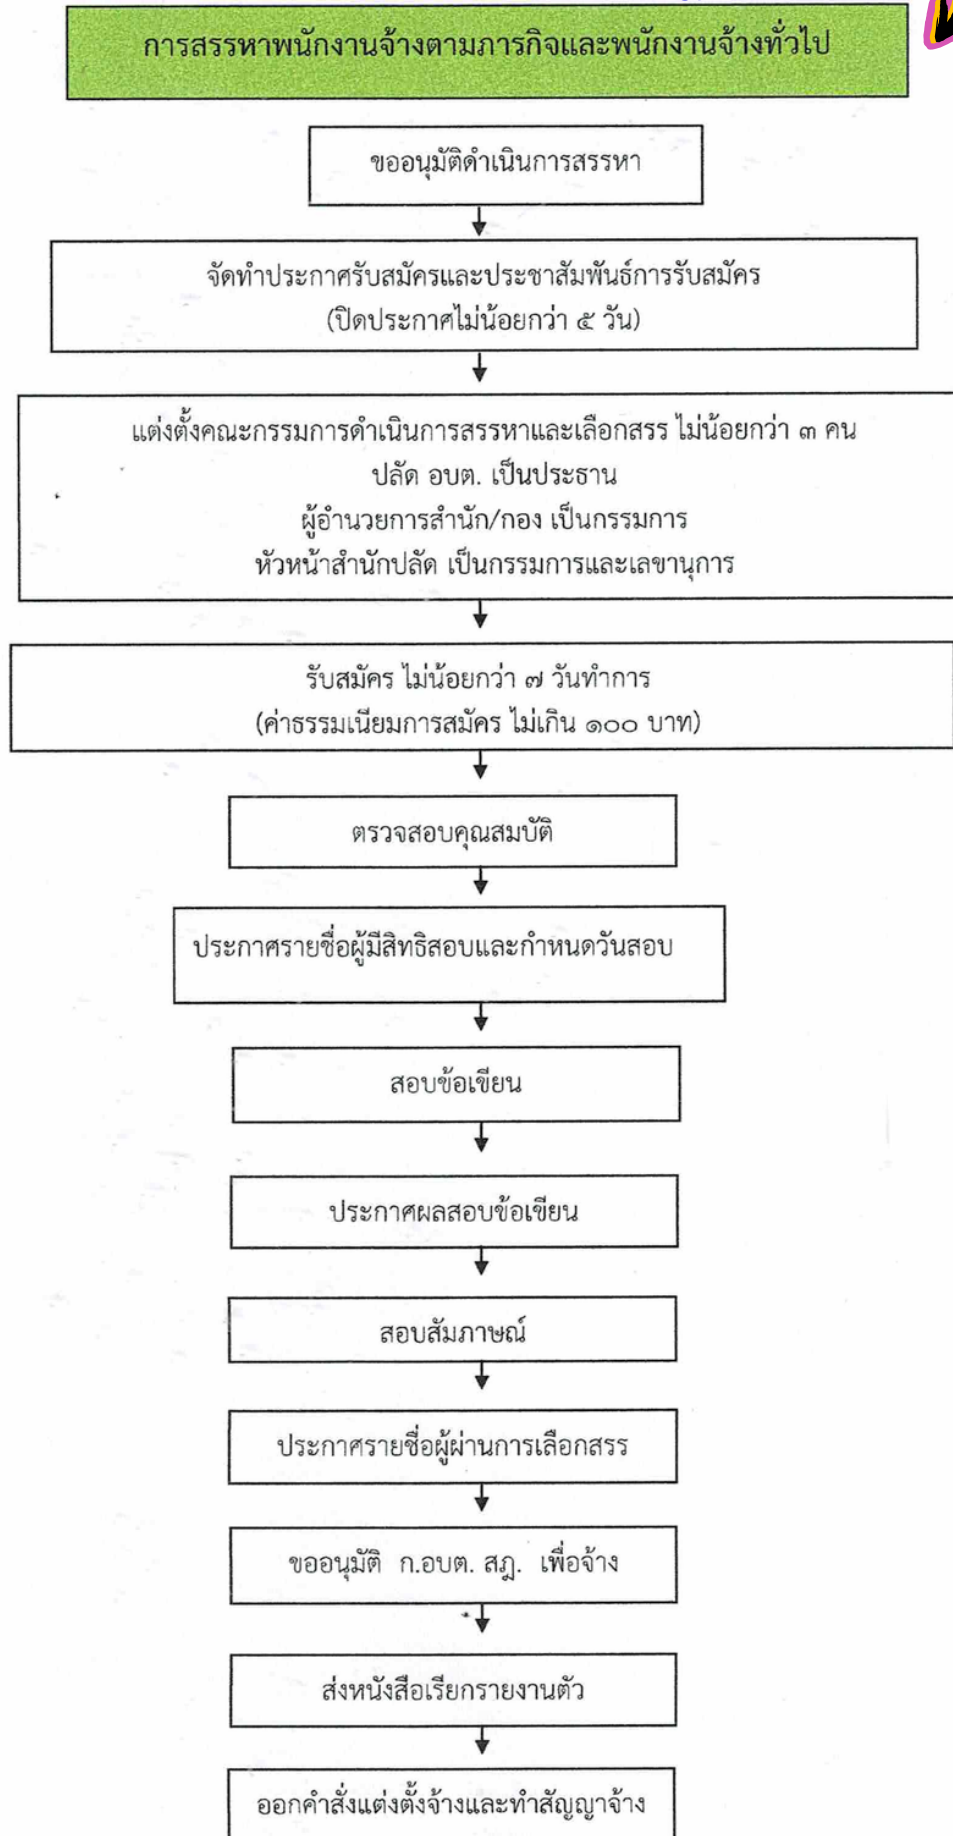 การสรรหาพนักงานจ้างตามภารกิจและพนักงานจ้างทั่วไป
ขออนุมัติดำเนินการสรรหา
จัดทำประกาศรับสมัครและประชาสัมพันธ์การรับสมัคร
(ปิดประกาศไม่น้อยกว่า ๕ วัน)
แต่งตั้งคณะกรรมการดำเนินการสรรหาและเลือกสรร ไม่น้อยกว่า ๓ คน
ปลัด อบต. เป็นประธาน
ผู้อำนวยการสำนัก/กอง เป็นกรรมการ
หัวหน้าสำนักปลัด เป็นกรรมการและเลขานุการ
รับสมัคร ไม่น้อยกว่า ๗ วันทำการ
(ค่าธรรมเนียมการสมัคร ไม่เกิน ๑๐๐ บาท)
ตรวจสอบคุณสมบัติ
ประกาศรายชื่อผู้มีสิทธิสอบและกำหนดวันสอบ
สอบข้อเขียน
ประกาศผลสอบข้อเขียน
สอบสัมภาษณ์
ประกาศรายชื่อผู้ผ่านการเลือกสรร
ขออนุมัติ ก.อบต. สฎ. เพื่อจ้าง
ส่งหนังสือเรียกรายงานตัว
ออกคำสั่งแต่งตั้งจ้างและทำสัญญาจ้าง